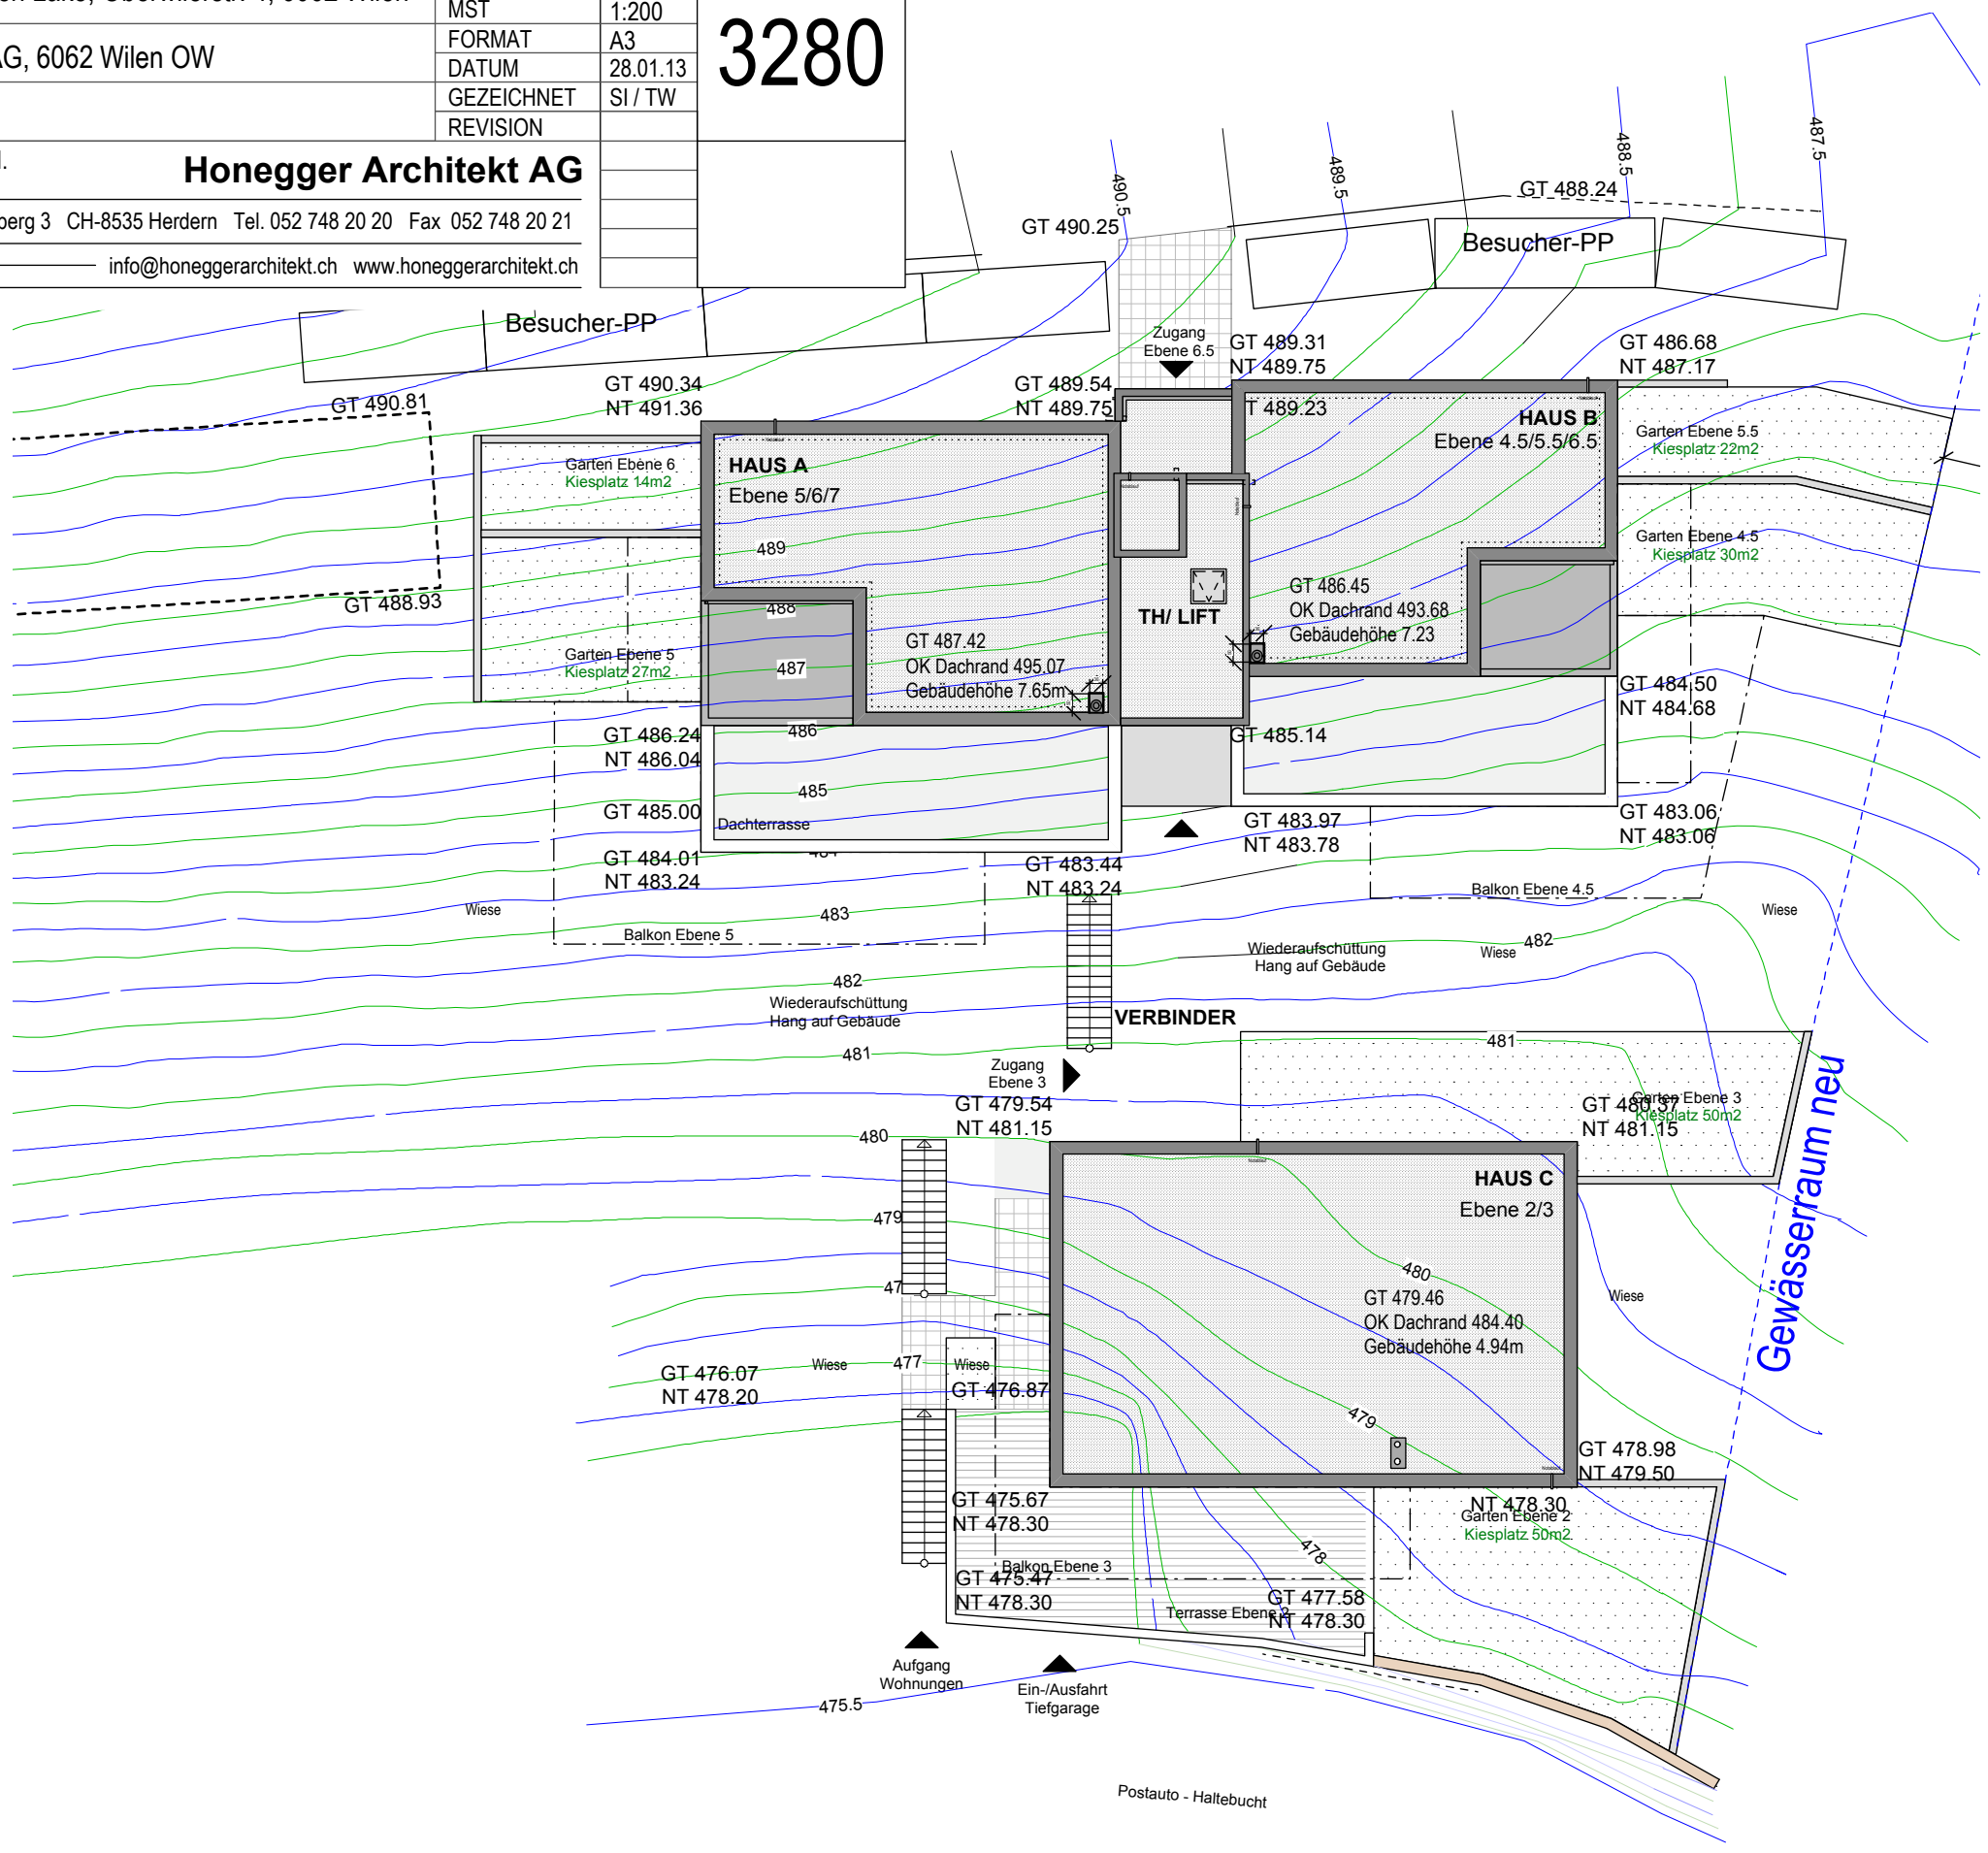 MST 1:200
FORMAT A3
AG, 6062 Wilen OW
DATUM 28.01.13
GEZEICHNET SI / TW
REVISION
3280
Honegger Architekt AG
berg 3 CH-8535 Herdern Tel. 052 748 20 20 Fax 052 748 20 21
info@honeggerarchitekt.ch www.honeggerarchitekt.ch
490.5
489.5
488.5
487.5
GT 488.24
GT 490.25
Besucher-PP
Besucher-PP
Zugang
Ebene 6.5
GT 489.31
NT 489.75
GT 486.68
NT 487.17
GT 490.34
NT 491.36
GT 489.54
NT 489.75
GT 490.81
T 489.23
HAUS B
Ebene 4.5/5.5/6.5
Garten Ebene 5.5
Kiesplatz 22m2
Garten Ebene 6
Kiesplatz 14m2
HAUS A
Ebene 5/6/7
489
Garten Ebene 4.5
Kiesplatz 30m2
GT 488.93
488
GT 486.45
OK Dachrand 493.68
Gebäudehöhe 7.23
TH/ LIFT
GT 487.42
OK Dachrand 495.07
Gebäudehöhe 7.65m
Garten Ebene 5
Kiesplatz 27m2
487
GT 484.50
NT 484.68
GT 486.24
NT 486.04
486
GT 485.14
485
GT 485.00
Dachterrasse
GT 483.97
NT 483.78
GT 483.06
NT 483.06
GT 484.01
NT 483.24
GT 483.44
NT 483.24
Balkon Ebene 4.5
Wiese
483
Wiese
Balkon Ebene 5
482
Wiederaufschüttung
Hang auf Gebäude
Wiese
482
Wiederaufschüttung
Hang auf Gebäude
VERBINDER
481
481
Zugang
Ebene 3
GT 479.54
NT 481.15
Garten Ebene 3
Kiesplatz 50m2
GT 480.37
NT 481.15
Gewässerraum neu
480
HAUS C
Ebene 2/3
479
480
47
GT 479.46
OK Dachrand 484.40
Gebäudehöhe 4.94m
Wiese
GT 476.07
NT 478.20
Wiese
477
Wiese
GT 476.87
479
GT 478.98
NT 479.50
GT 475.67
NT 478.30
NT 478.30
Garten Ebene 2
Kiesplatz 50m2
478
Balkon Ebene 3
GT 475.47
NT 478.30
GT 477.58
NT 478.30
Terrasse Ebene 2
Aufgang
Wohnungen
Ein-/Ausfahrt
Tiefgarage
475.5
Postauto - Haltebucht